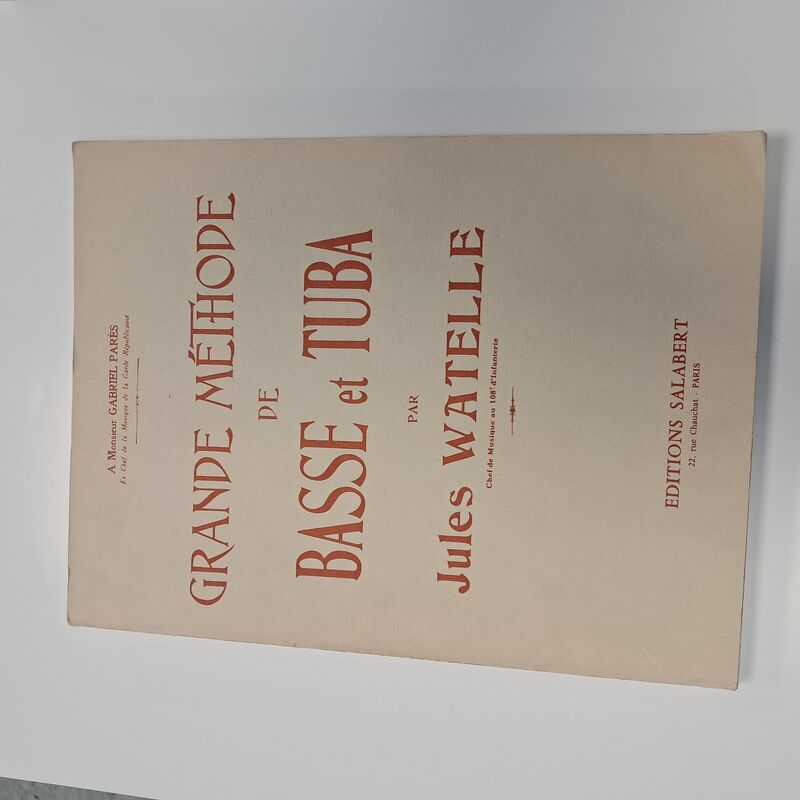 A Monsieur GABRIEL PARÈS
Ex-Chef de la Musique de la Garde Républicaine
GRANDE MÉTHODE
DE
BASSE et TUBA
PAR
Jules WATELLE
Chef de Musique au 108e d'Infanterie
EDITIONS SALABERT
22, rue Chauchat - PARIS